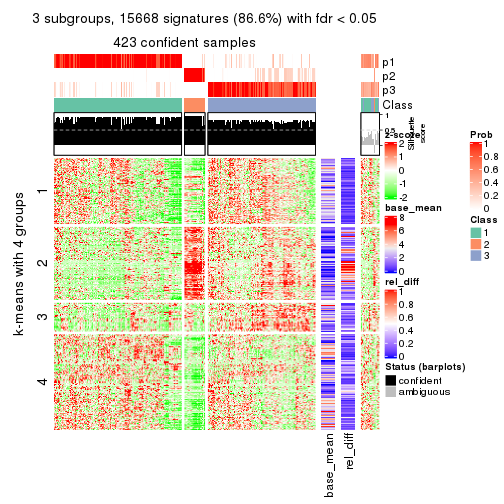 3 subgroups, 15668 signatures (86.6%) with fdr < 0.05
423 confident samples
p1
p2
p3
Class
1
0.5
Silhouette score
k-means with 4 groups
1
2
3
4
base_mean
rel_diff
z-score
2
1
0
-1
-2
base_mean
8
6
4
2
0
rel_diff
1
0.8
0.6
0.4
0.2
0
Status (barplots)
confident
ambiguous
Prob
1
0.8
0.6
0.4
0.2
0
Class
1
2
3